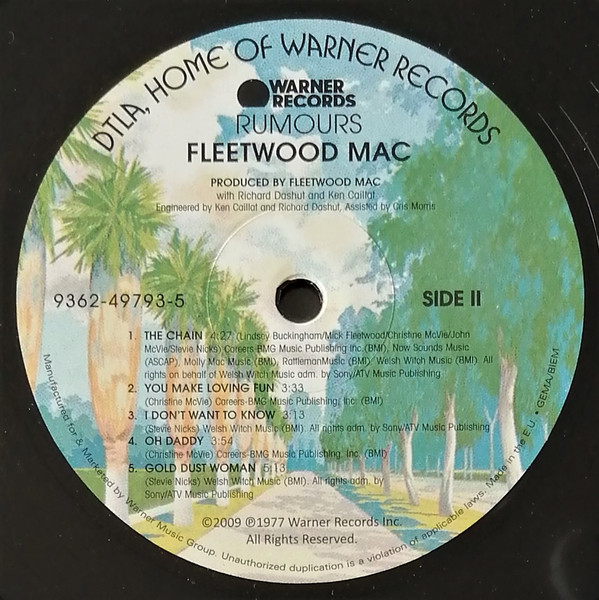 DTLA, HOME OF WARNER RECORDS
WARNER
RECORDS
RUMOURS
FLEETWOOD MAC
PRODUCED BY FLEETWOOD MAC
with Richard Dashut and Ken Caillat
Engineered by Ken Caillat and Richard Dashut, Assisted by Cris Morris
9362-49793-5
SIDE II
1. THE CHAIN 4:27 (Lindsey Buckingham/Mick Fleetwood/Christine McVie/John
McVie/Stevie Nicks) Careers-BMG Music Publishing Inc.(BMI), Now Sounds Music
(ASCAP), Molly Mac Music (BMI), RattlemanMusic (BMI)/ Welsh Witch Music (BMI). All
rights on behalf of Welsh Witch Music adm. by Sony/ATV Music Publishing
2. YOU MAKE LOVING FUN 3:33
(Christine McVie) Careers-BMG Music Publishing, Inc. (BMI)
3. I DON'T WANT TO KNOW 3:13
(Stevie Nicks) Welsh Witch Music (BMI). All rights adm. by Sony/ATV Music Publishing
4. OH DADDY 3:54
(Christine McVie) Careers-BMG Music Publishing, Inc. (BMI)
5. GOLD DUST WOMAN 5:13
(Stevie Nicks) Welsh Witch Music (BMI). All rights adm. by
Sony/ATV Music Publishing
©2009 ℗1977 Warner Records Inc.
All Rights Reserved.
Manufactured for & Marketed by Warner Music Group. Unauthorized duplication is a violation of applicable laws. Made in the E.U. • GEMA/BIEM